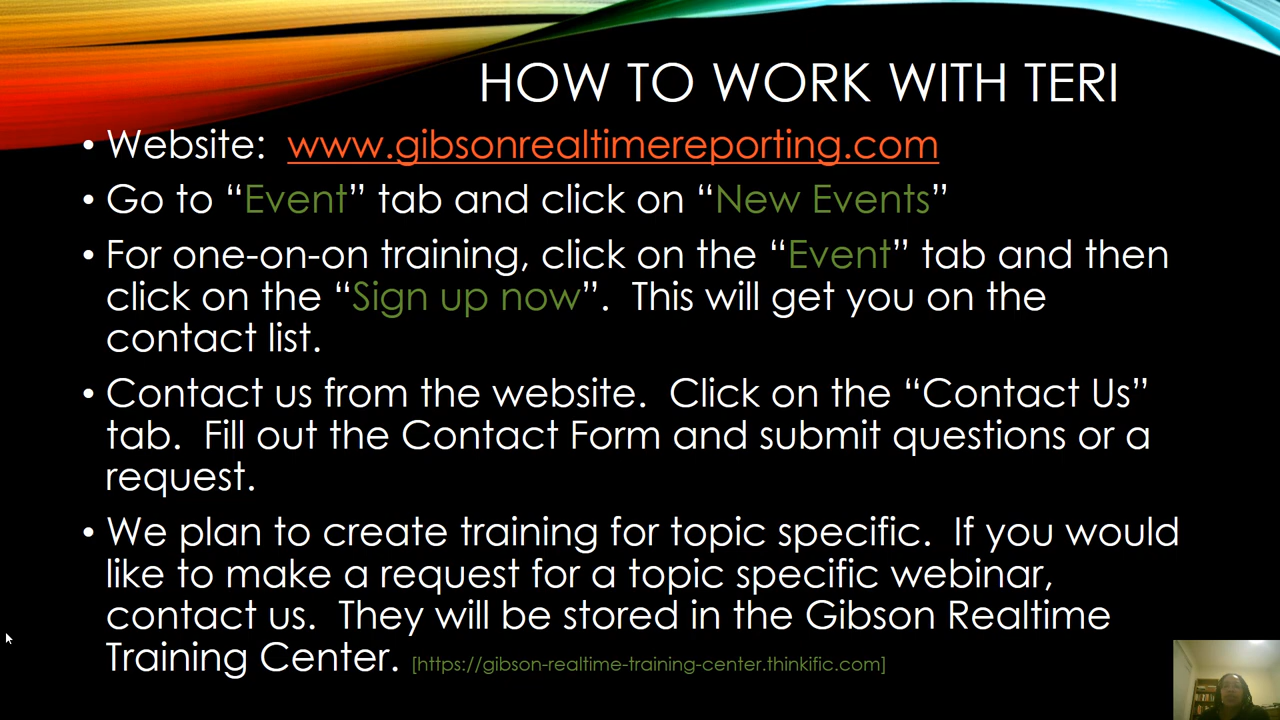 HOW TO WORK WITH TERI
• Website:  www.gibsonrealtimereporting.com
• Go to “Event” tab and click on “New Events”
• For one-on-on training, click on the “Event” tab and then
click on the “Sign up now”.  This will get you on the
contact list.
• Contact us from the website.  Click on the “Contact Us”
tab.  Fill out the Contact Form and submit questions or a
request.
• We plan to create training for topic specific.  If you would
like to make a request for a topic specific webinar,
contact us.  They will be stored in the Gibson Realtime
Training Center. [https://gibson-realtime-training-center.thinkific.com]